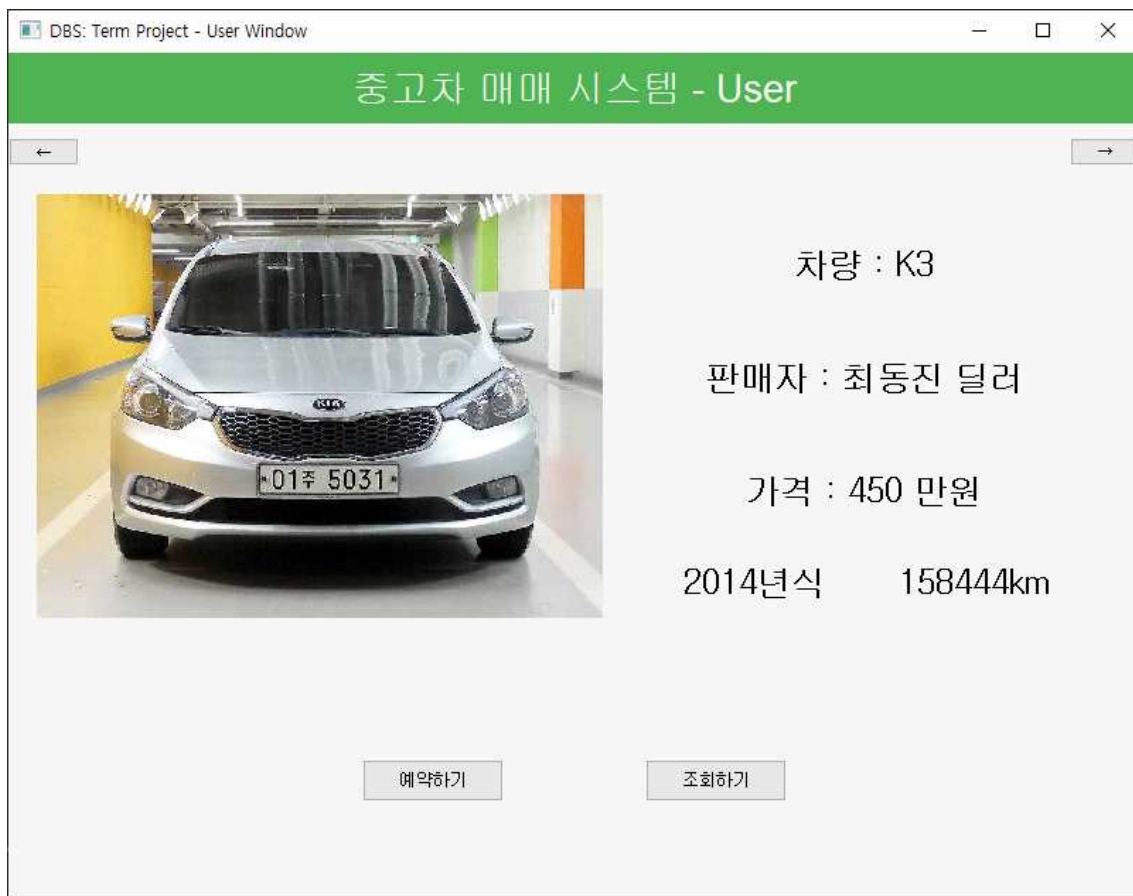 DBS: Term Project - User Window
중고차 매매 시스템 - User
←
→
차량 : K3
판매자 : 최동진 딜러
KIA
가격 : 450 만원
01주 5031
2014년식 158444km
예약하기
조회하기